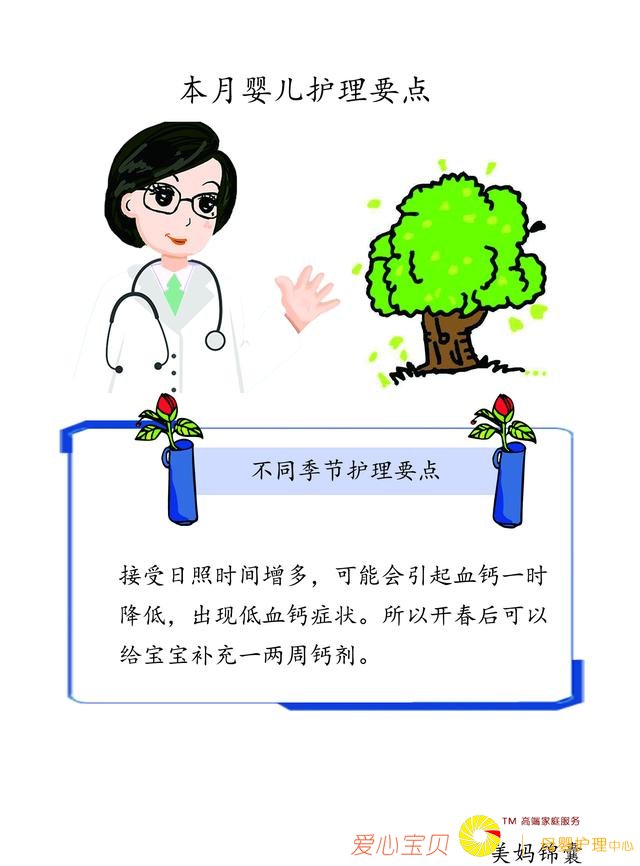 本月婴儿护理要点
不同季节护理要点
接受日照时间增多，可能会引起血钙一时
降低，出现低血钙症状。所以开春后可以
给宝宝补充一两周钙剂。
TM 高端家庭服务
爱心宝贝 | 母婴护理中心
美妈锦囊